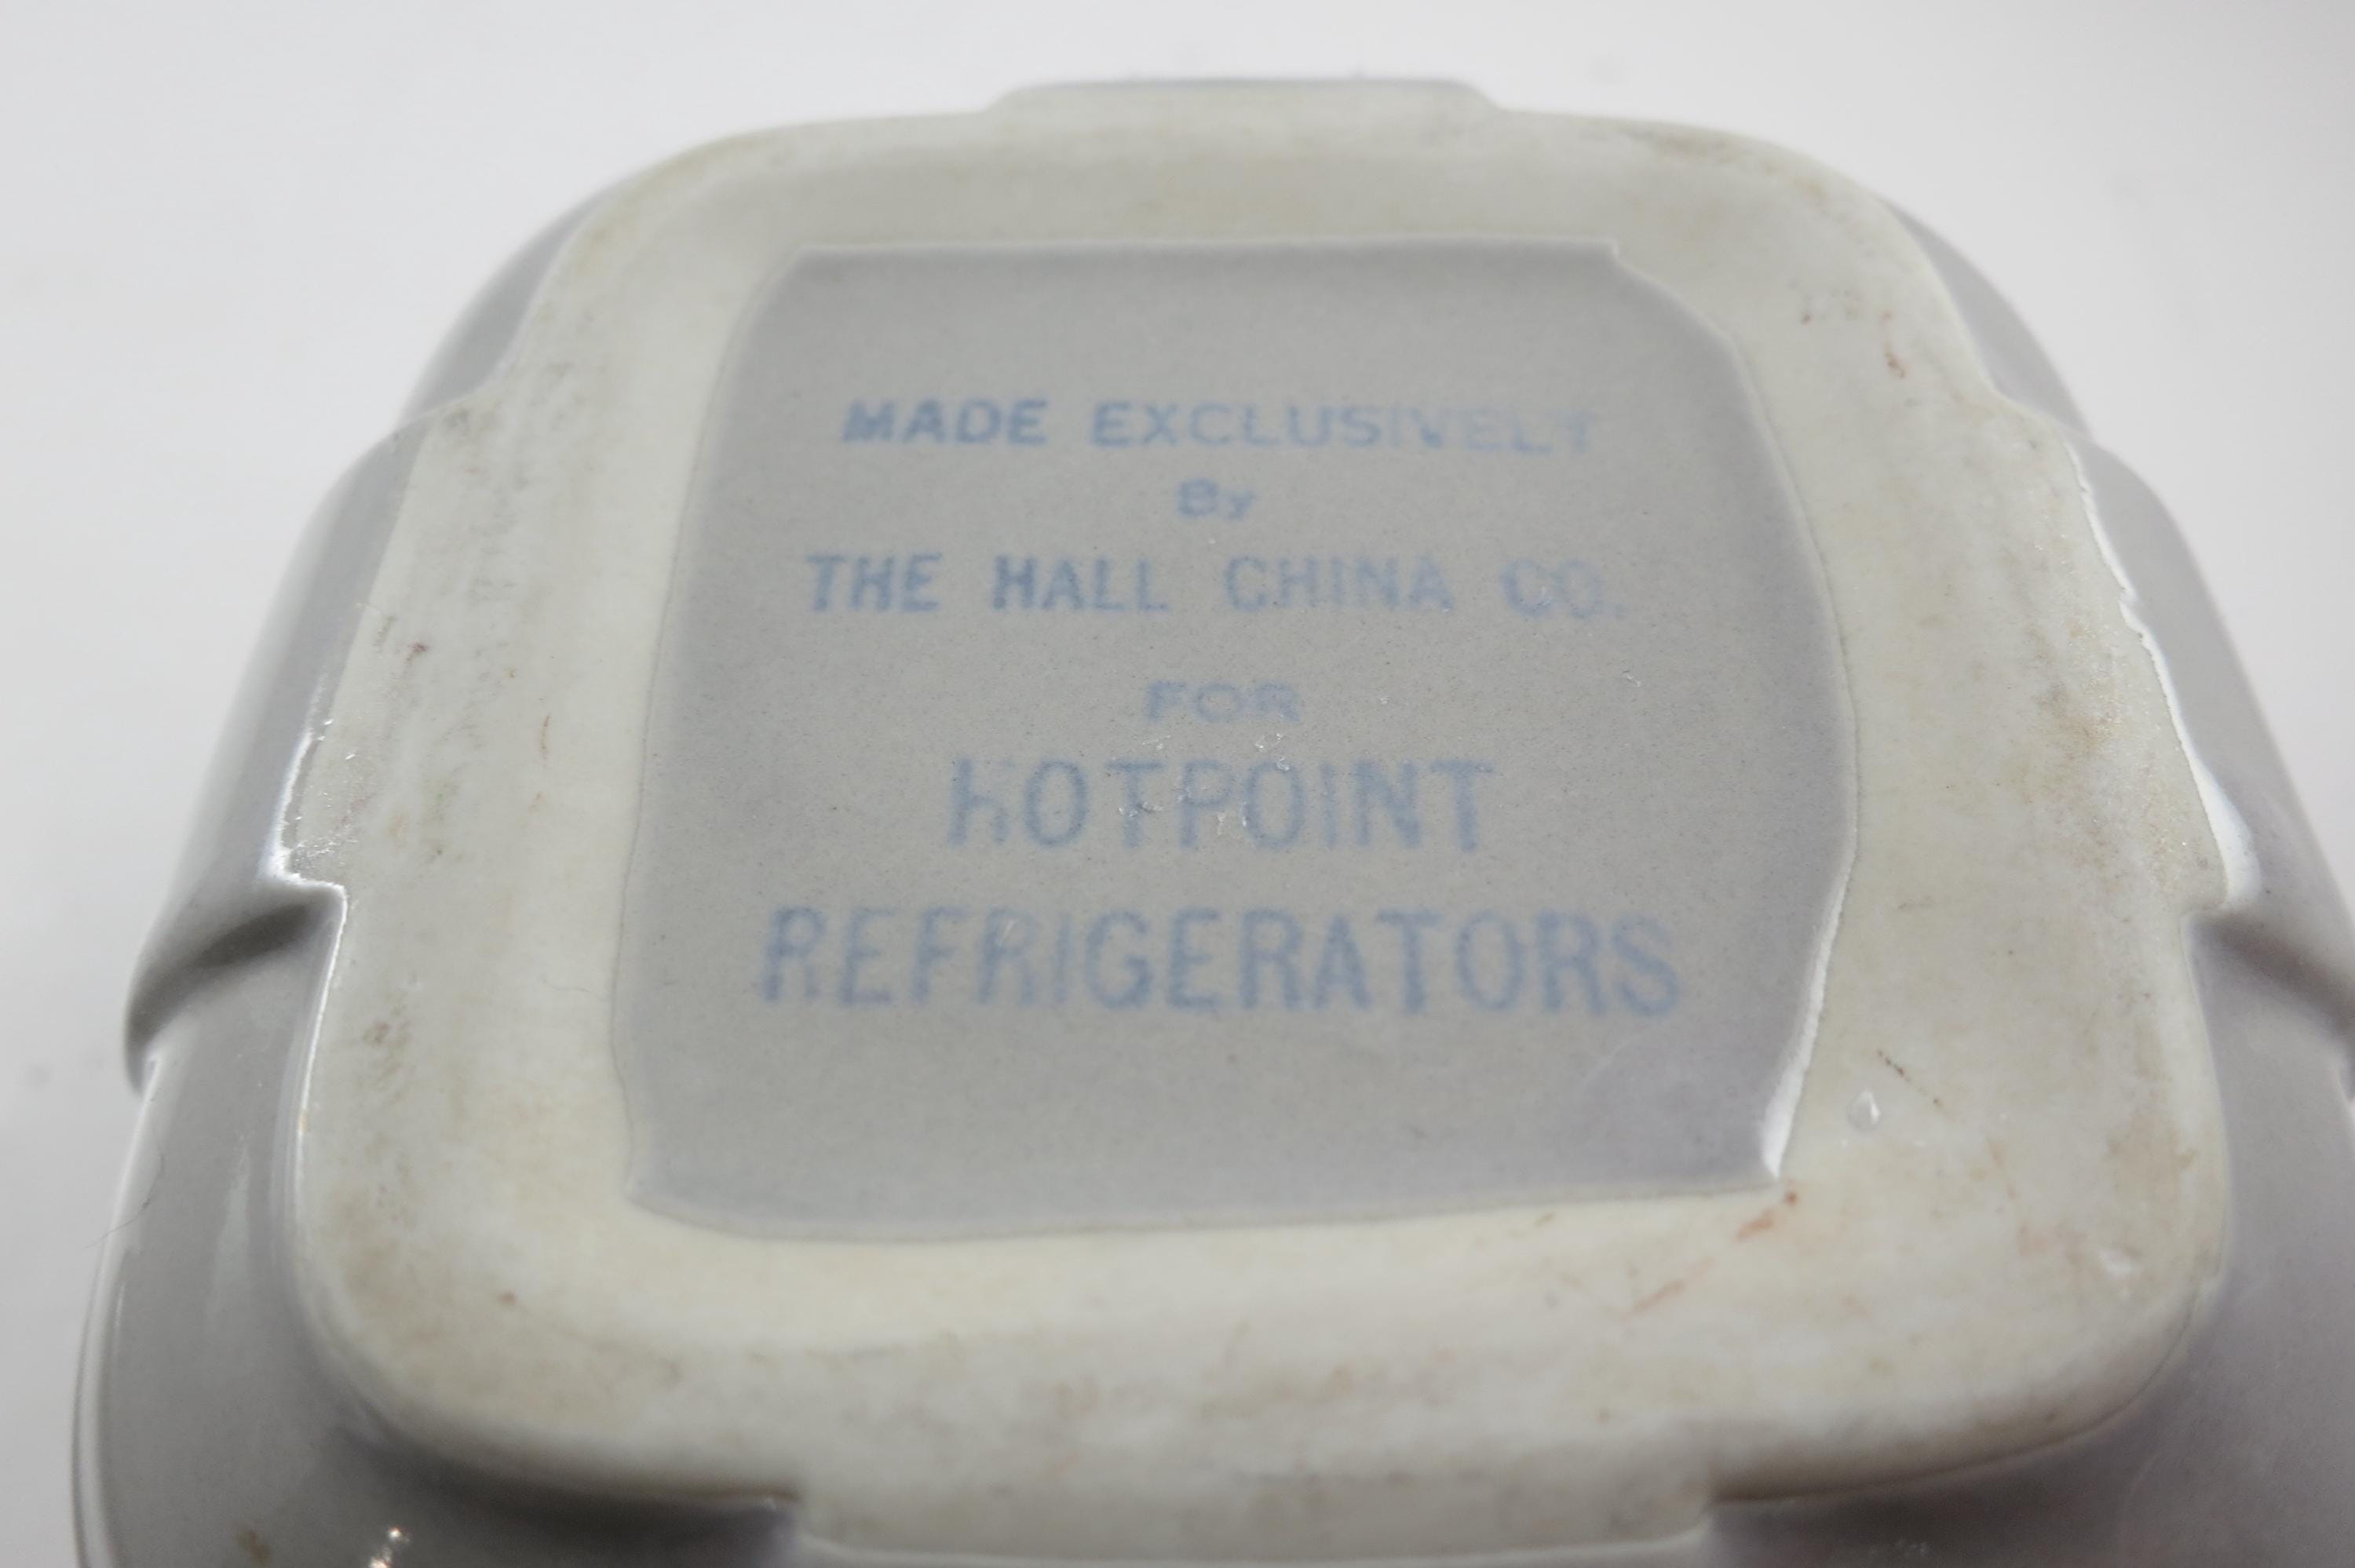 MADE EXCLUSIVELY
By
THE HALL CHINA CO.
FOR
HOTPOINT
REFRIGERATORS